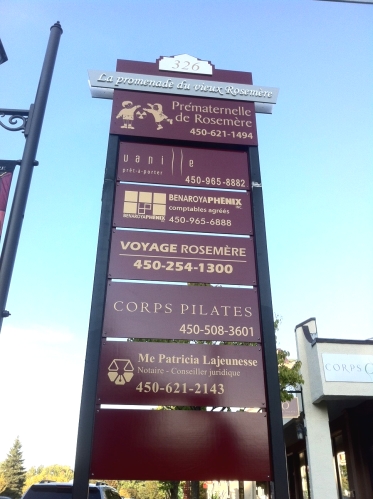 326
La promenade du vieux Rosemère
Prématernelle
de Rosemère
450-621-1494
vanille
prêt-à-porter
450-965-8882
BENAROYAPHÉNIX
BENAROYAPHÉNIX
comptables agréés
450-965-6888
VOYAGE ROSEMÈRE
450-254-1300
CORPS PILATES
450-508-3601
Me Patricia Lajeunesse
Notaire - Conseiller juridique
450-621-2143
CORPS